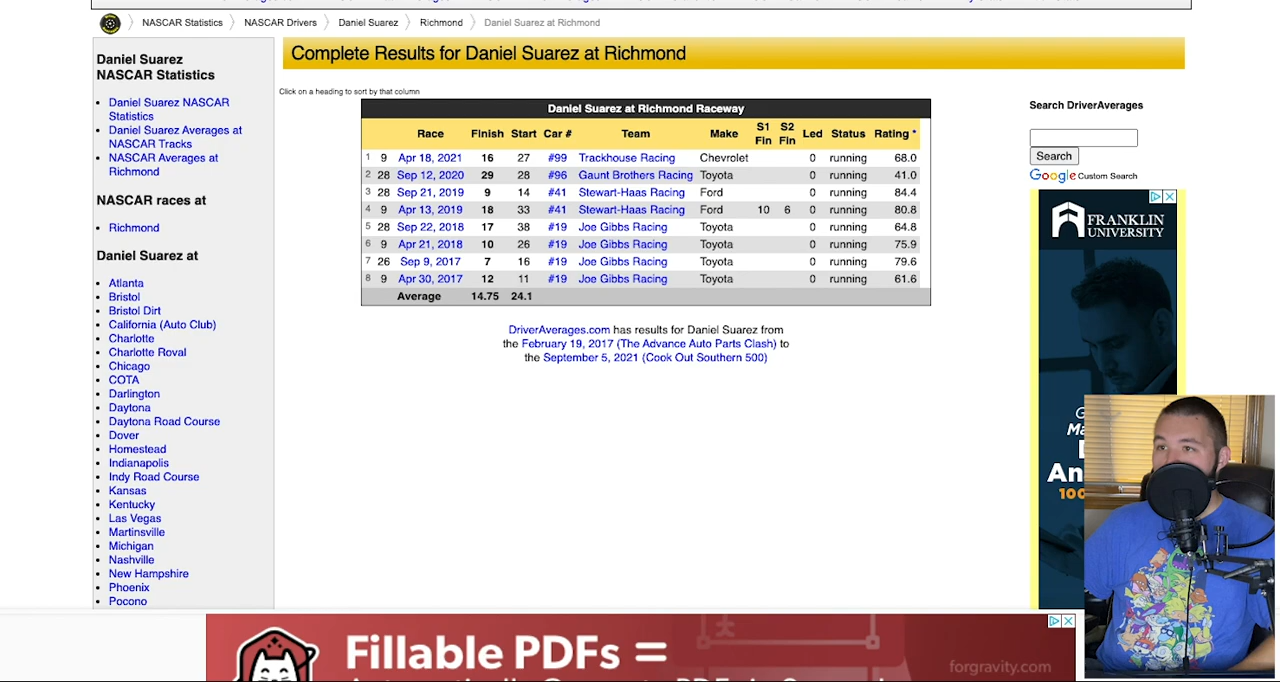 NASCAR Statistics NASCAR Drivers Daniel Suarez Richmond Daniel Suarez at Richmond
Daniel Suarez
NASCAR Statistics
Daniel Suarez NASCAR
Statistics
Daniel Suarez Averages at
NASCAR Tracks
NASCAR Averages at
Richmond
NASCAR races at
Richmond
Daniel Suarez at
Atlanta
Bristol
Bristol Dirt
California (Auto Club)
Charlotte
Charlotte Roval
Chicago
COTA
Darlington
Daytona
Daytona Road Course
Dover
Homestead
Indianapolis
Indy Road Course
Kansas
Kentucky
Las Vegas
Martinsville
Michigan
Nashville
New Hampshire
Phoenix
Pocono
Complete Results for Daniel Suarez at Richmond
Click on a heading to sort by that column
Daniel Suarez at Richmond Raceway
Race Finish Start Car # Team Make S1 Fin S2 Fin Led Status Rating *
1 9 Apr 18, 2021 16 27 #99 Trackhouse Racing Chevrolet 0 running 68.0
2 28 Sep 12, 2020 29 28 #96 Gaunt Brothers Racing Toyota 0 running 41.0
3 28 Sep 21, 2019 9 14 #41 Stewart-Haas Racing Ford 0 running 84.4
4 9 Apr 13, 2019 18 33 #41 Stewart-Haas Racing Ford 10 6 0 running 80.8
5 28 Sep 22, 2018 17 38 #19 Joe Gibbs Racing Toyota 0 running 64.8
6 9 Apr 21, 2018 10 26 #19 Joe Gibbs Racing Toyota 0 running 75.9
7 26 Sep 9, 2017 7 16 #19 Joe Gibbs Racing Toyota 0 running 79.6
8 9 Apr 30, 2017 12 11 #19 Joe Gibbs Racing Toyota 0 running 61.6
Average 14.75 24.1
DriverAverages.com has results for Daniel Suarez from
the February 19, 2017 (The Advance Auto Parts Clash) to
the September 5, 2021 (Cook Out Southern 500)
Search DriverAverages
Search
Google Custom Search
FRANKLIN
UNIVERSITY
An
100
Fillable PDFs =
forgravity.com